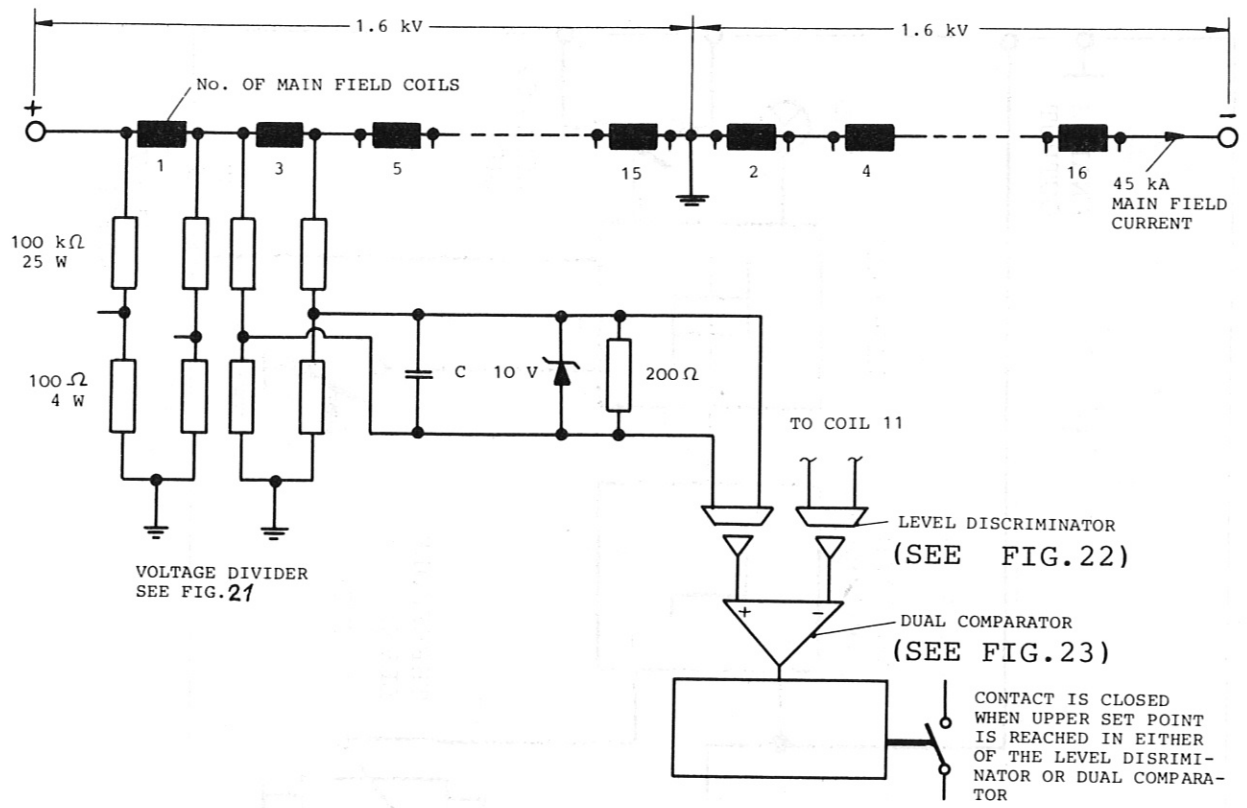 1.6 kV
1.6 kV
No. OF MAIN FIELD COILS
+
-
1
3
5
15
2
4
16
45 kA
MAIN FIELD
CURRENT
100 kΩ
25 W
100 Ω
4 W
C
10 V
200 Ω
TO COIL 11
LEVEL DISCRIMINATOR
(SEE FIG.22)
VOLTAGE DIVIDER
SEE FIG.21
+
-
DUAL COMPARATOR
(SEE FIG.23)
CONTACT IS CLOSED
WHEN UPPER SET POINT
IS REACHED IN EITHER
OF THE LEVEL DISRIMI-
NATOR OR DUAL COMPARA-
TOR